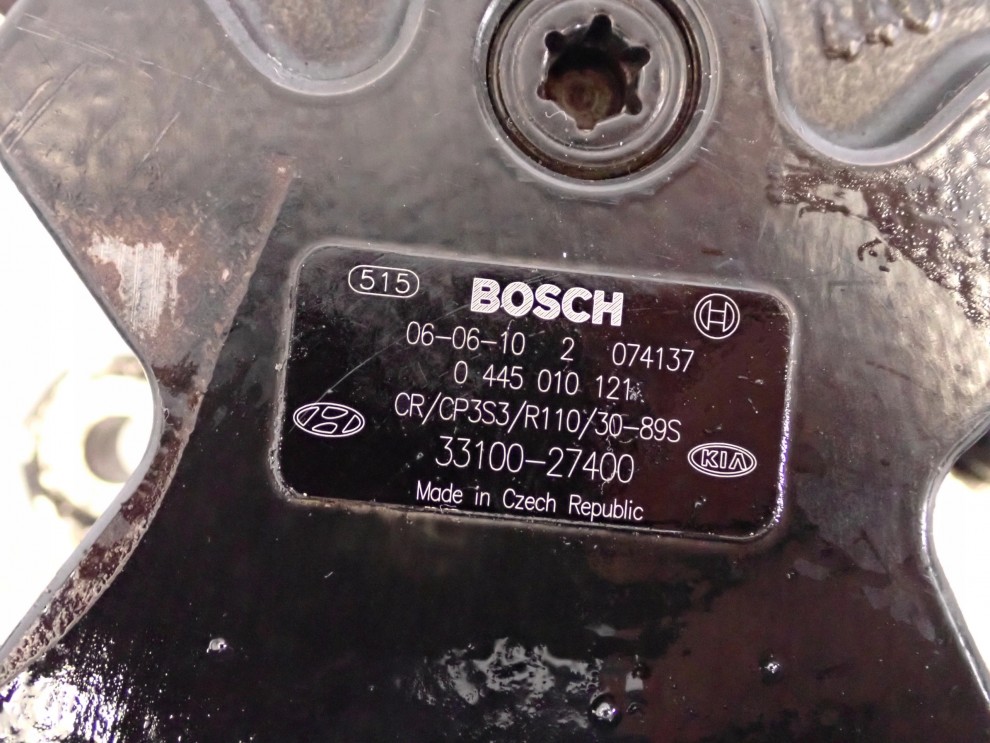 515
BOSCH
06-06-10 2 074137
0 445 010 121
CR/CP3S3/R110/30-89S
33100-27400
KIA
Made in Czech Republic